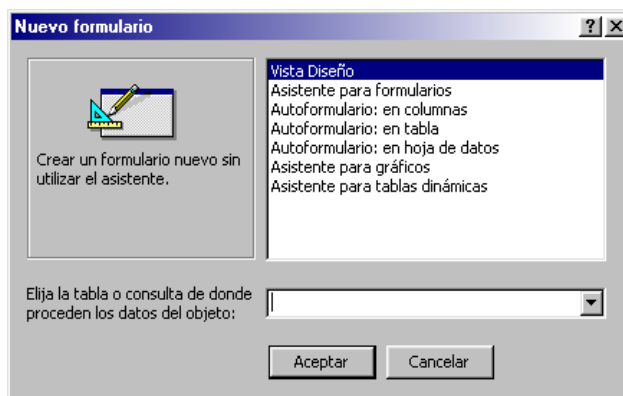 Nuevo formulario
Vista Diseño
Asistente para formularios
Autoformulario: en columnas
Autoformulario: en tabla
Autoformulario: en hoja de datos
Asistente para gráficos
Asistente para tablas dinámicas
Crear un formulario nuevo sin
utilizar el asistente.
Elija la tabla o consulta de donde
proceden los datos del objeto:
Aceptar
Cancelar